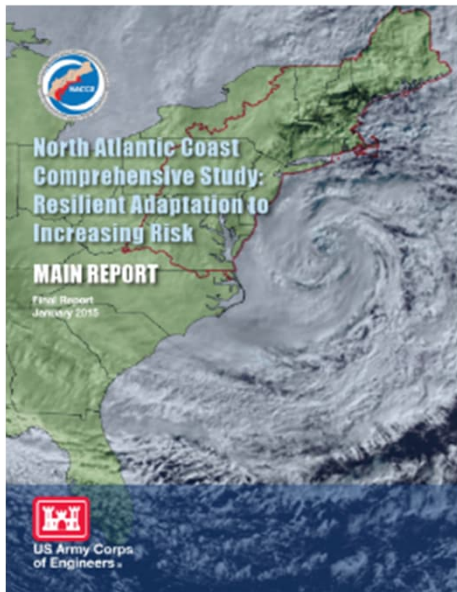 NACCS
North Atlantic Coast
Comprehensive Study:
Resilient Adaptation to
Increasing Risk
MAIN REPORT
Final Report
January 2015
US Army Corps
of Engineers®